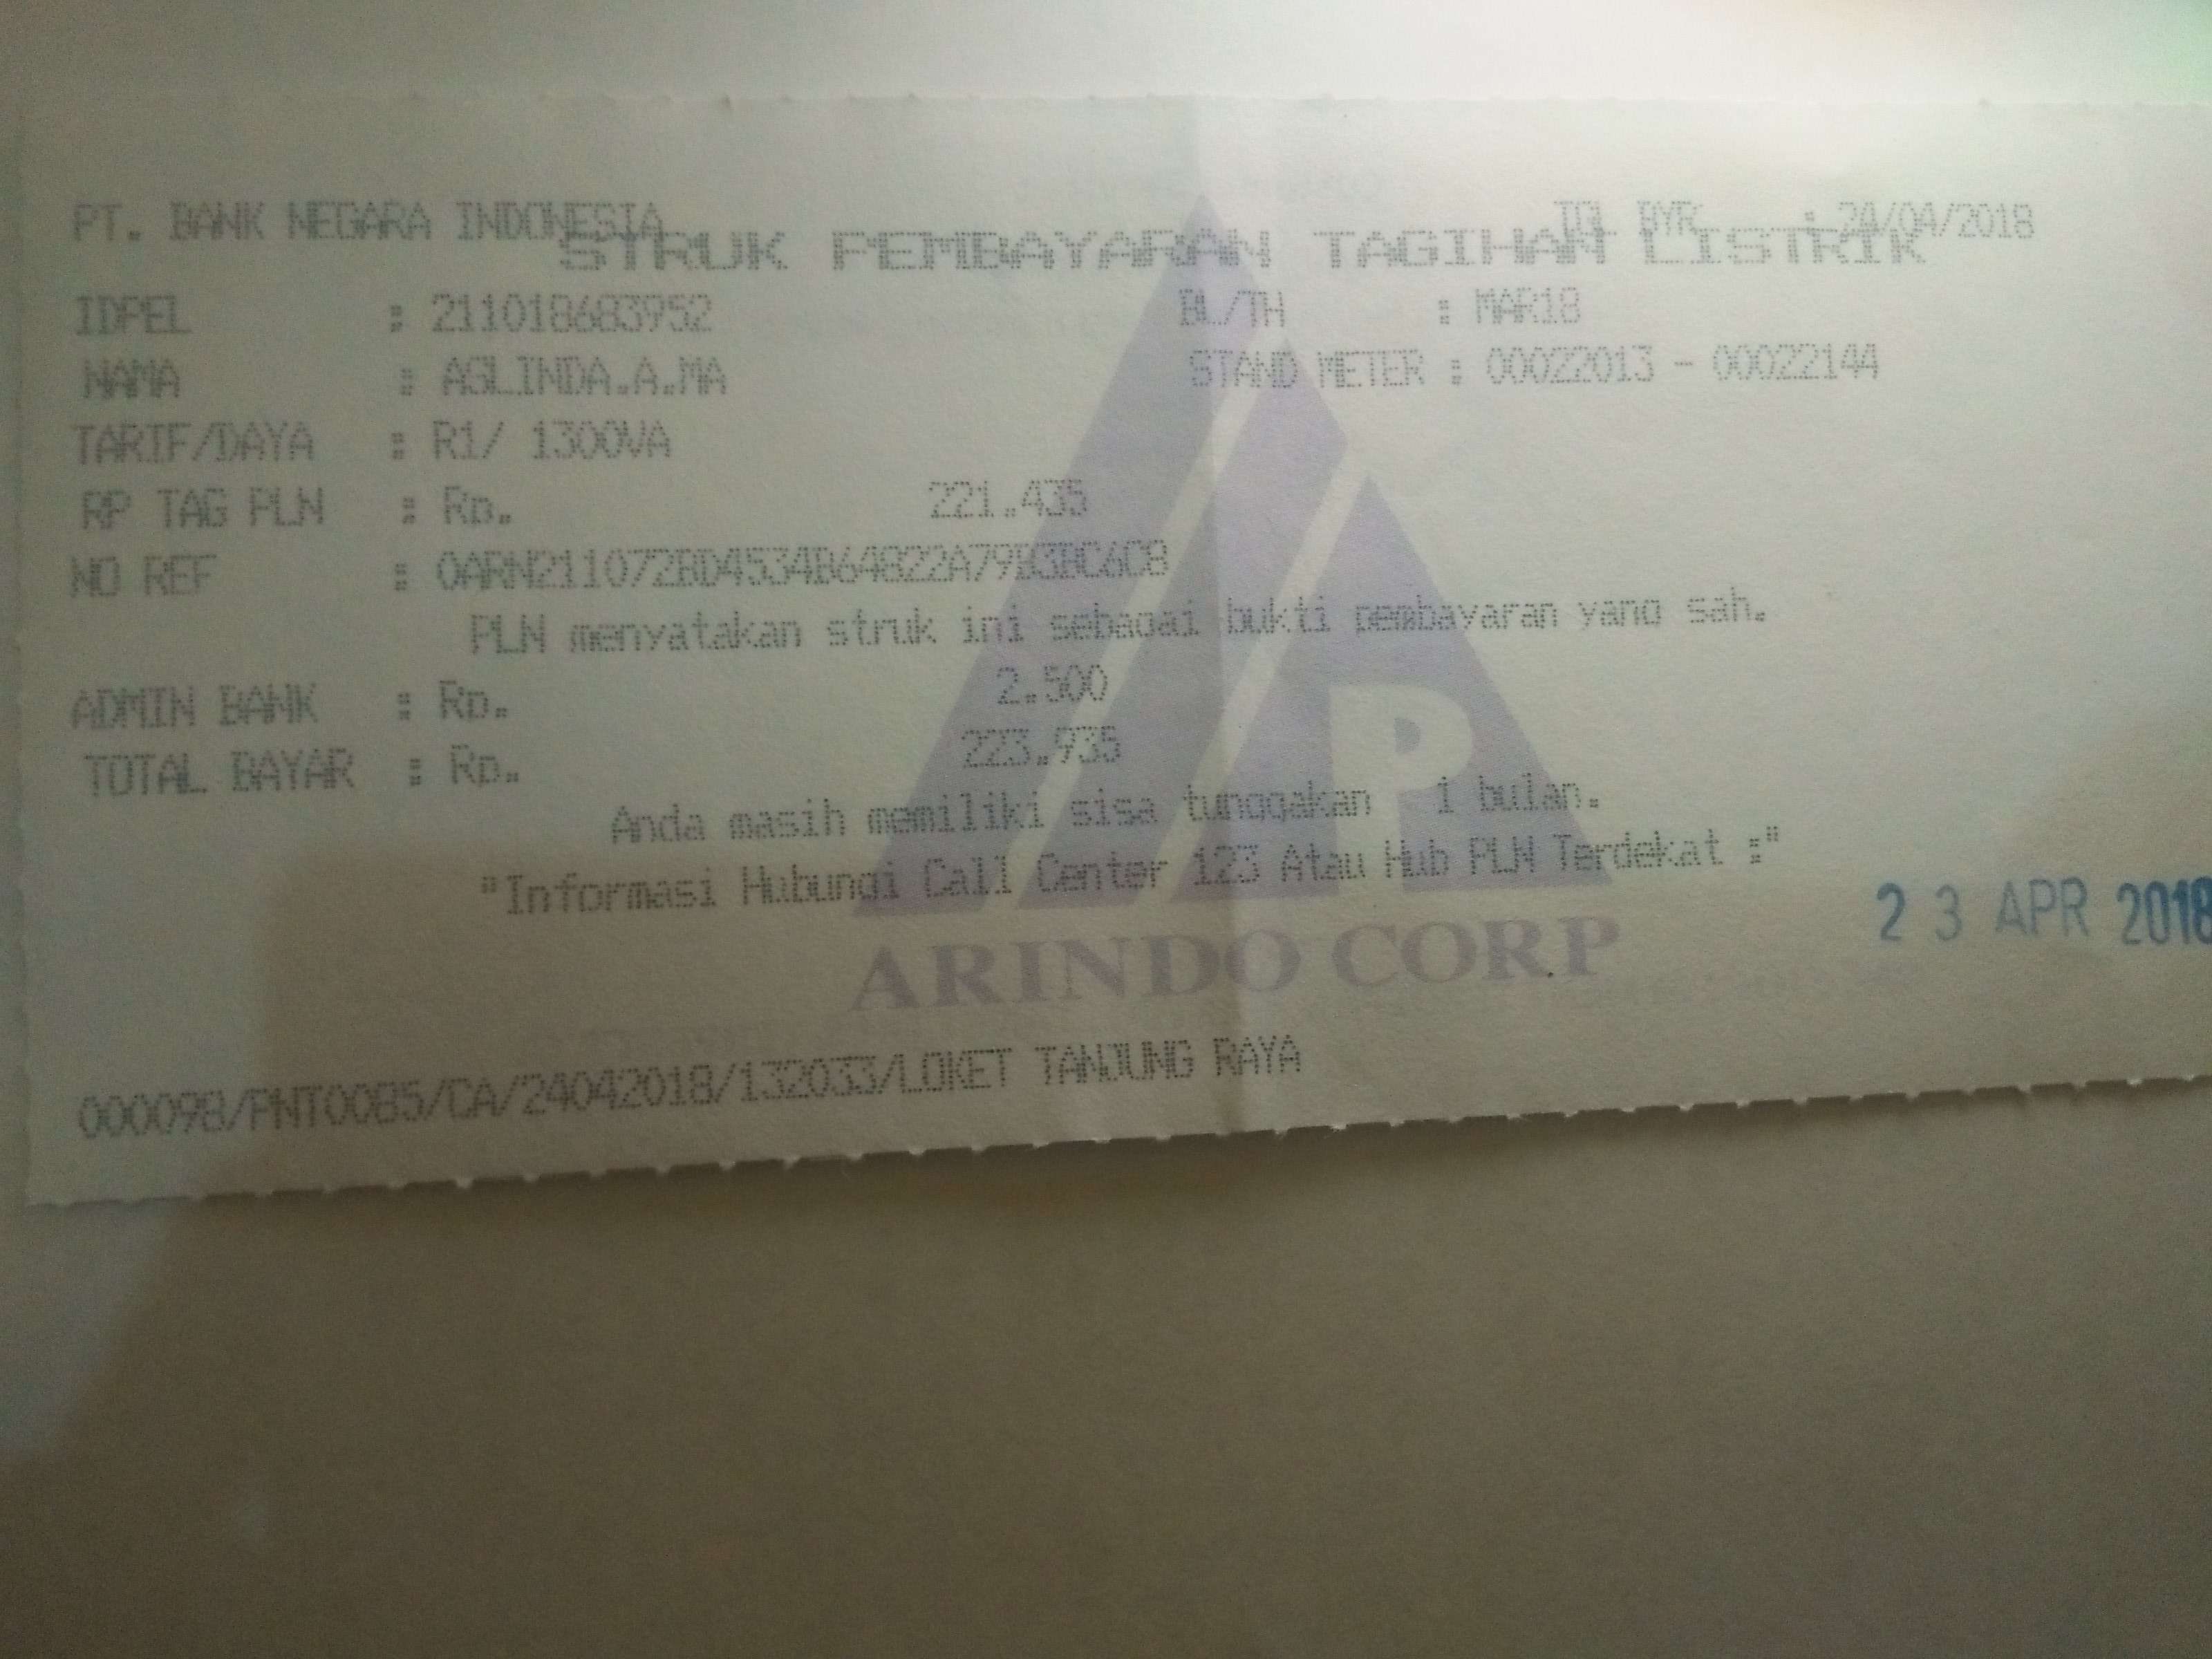 PT. BANK NEGARA INDONESIA
TG BYR : 24/04/2018
STRUK PEMBAYARAN TAGIHAN LISTRIK
IDPEL : 211018683952
BL/TH : MAR18
NAMA : AGLINDA.A.MA
STAND METER : 00022013 - 00022144
TARIF/DAYA : R1/ 1300VA
RP TAG PLN : Rp. 221.435
NO REF :
PLN menyatakan struk ini sebagai bukti pembayaran yang sah.
ADMIN BANK : Rp. 2.500
TOTAL BAYAR : Rp. 223.935
Anda masih memiliki sisa tunggakan 1 bulan.
"Informasi Hubungi Call Center 123 Atau Hub PLN Terdekat :"
P
ARINDO CORP
23 APR 2018
000098/PNT0085/CA/24042018/132033/LOKET TANJUNG RAYA